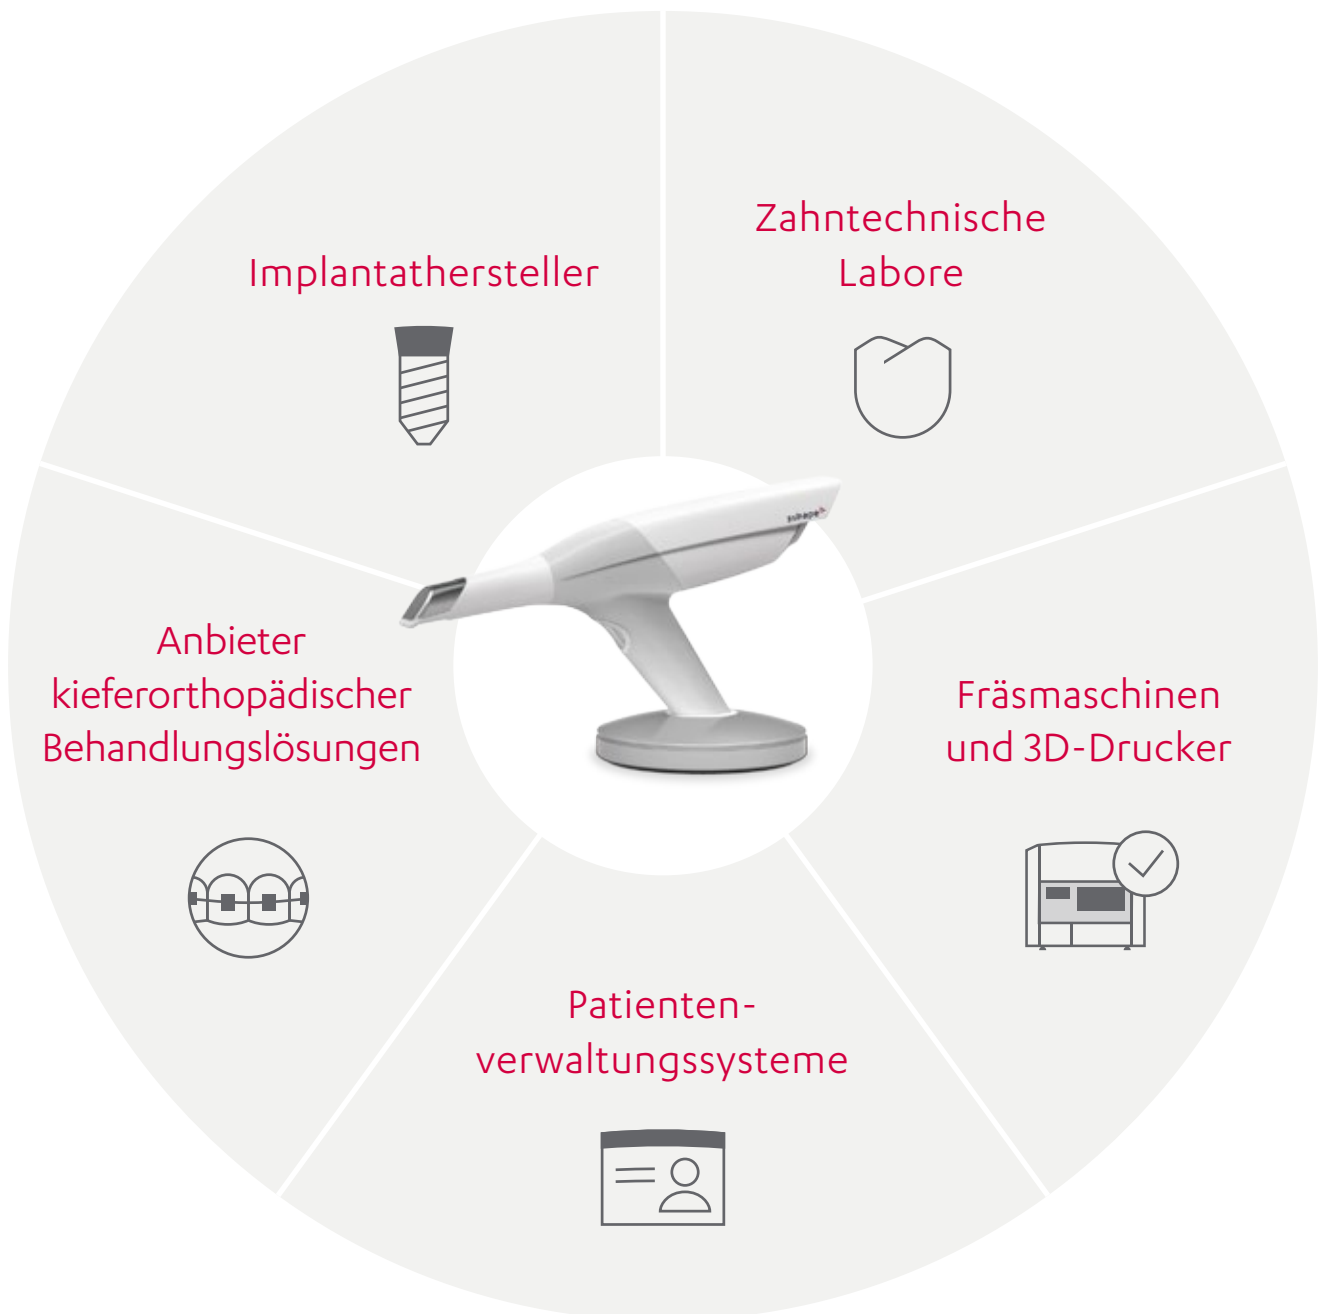 Zahntechnische
Labore
Implantathersteller
Anbieter
kieferorthopädischer
Behandlungslösungen
Fräsmaschinen
und 3D-Drucker
Patienten-
verwaltungssysteme